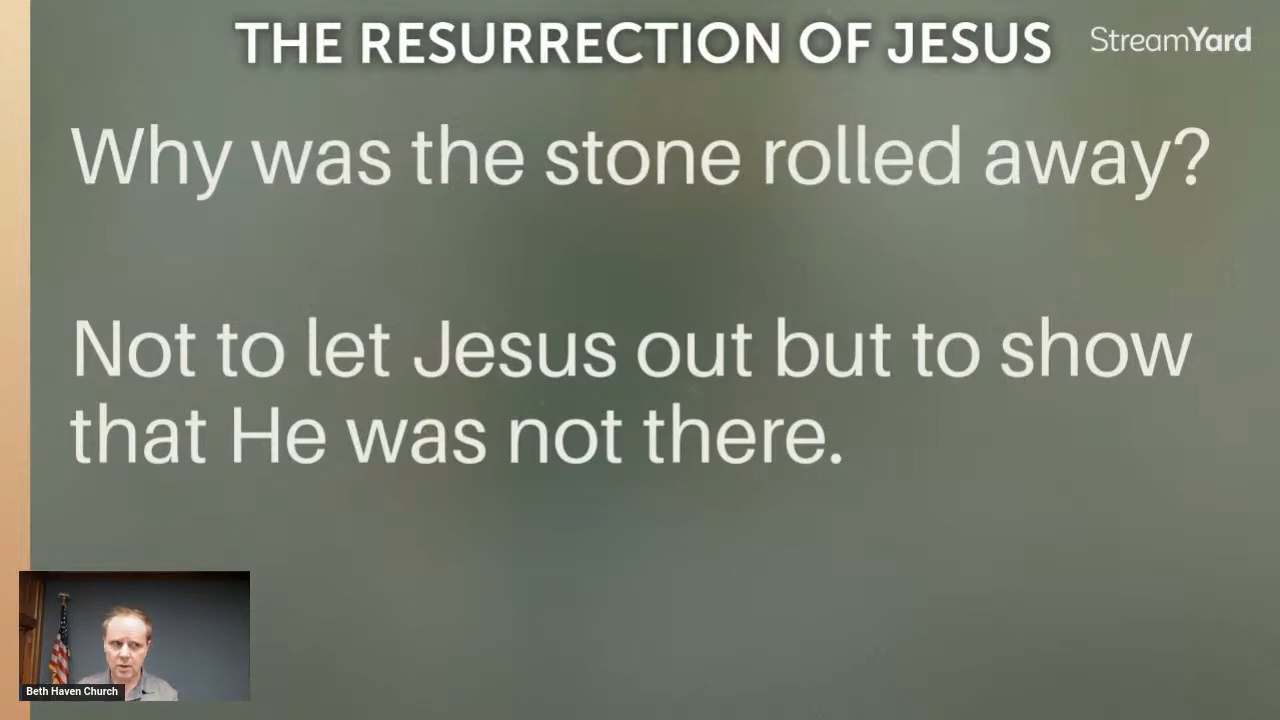 THE RESURRECTION OF JESUS
StreamYard
Why was the stone rolled away?
Not to let Jesus out but to show
that He was not there.
Beth Haven Church